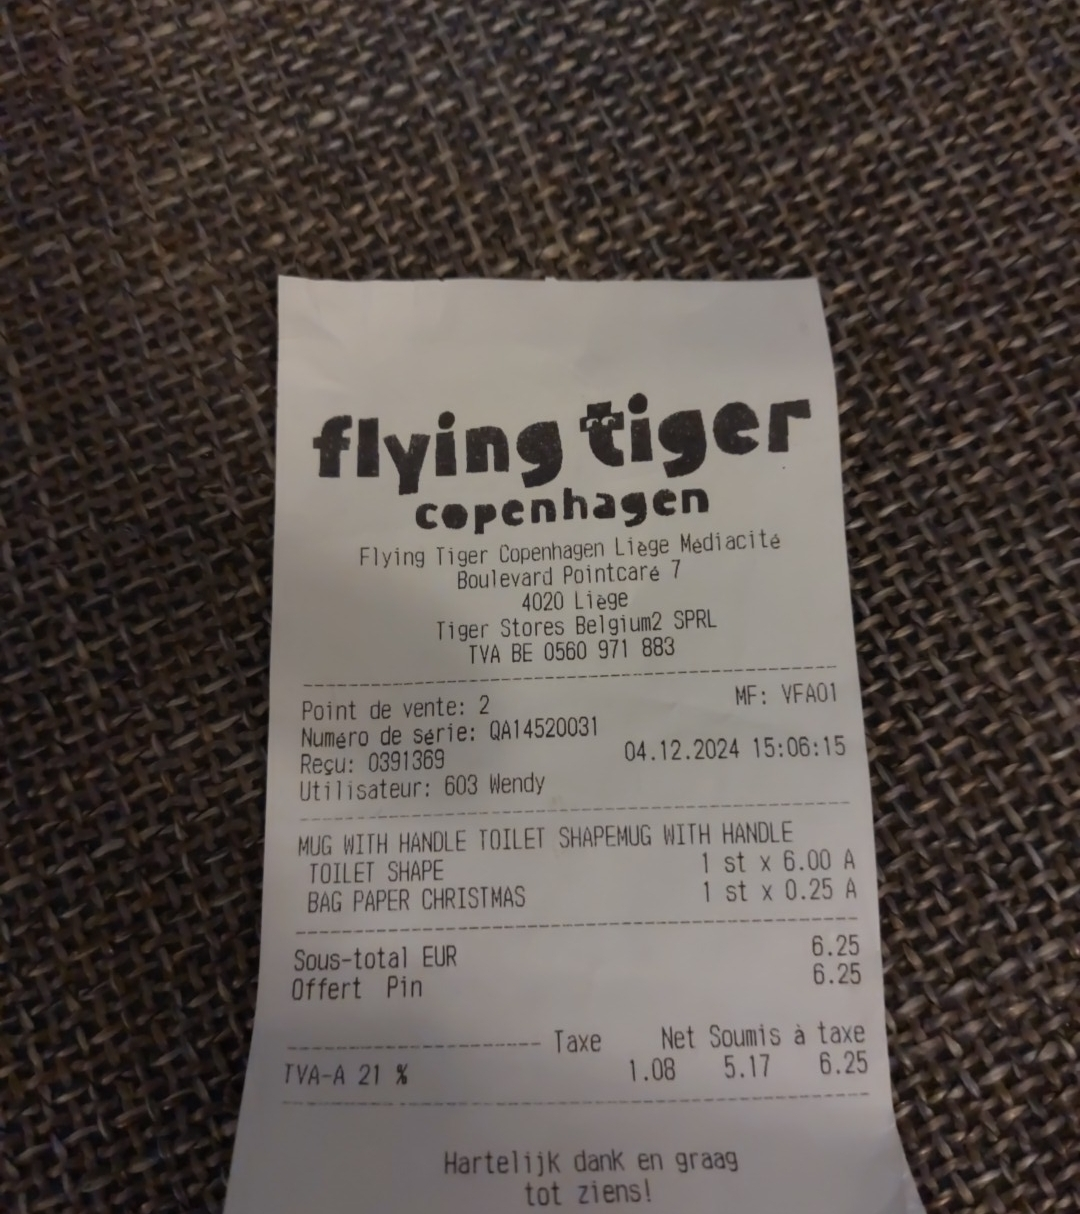 flying tiger
copenhagen
Flying Tiger Copenhagen Liège Médiacité
Boulevard Pointcaré 7
4020 Liège
Tiger Stores Belgium2 SPRL
TVA BE 0560 971 883
Point de vente: 2 MF: VFA01
Numéro de série: QA14520031
Reçu: 0391369 04.12.2024 15:06:15
Utilisateur: 603 Wendy
MUG WITH HANDLE TOILET SHAPEMUG WITH HANDLE
TOILET SHAPE 1 st x 6.00 A
BAG PAPER CHRISTMAS 1 st x 0.25 A
Sous-total EUR 6.25
Offert Pin 6.25
Taxe Net Soumis à taxe
TVA-A 21 % 1.08 5.17 6.25
Hartelijk dank en graag
tot ziens!